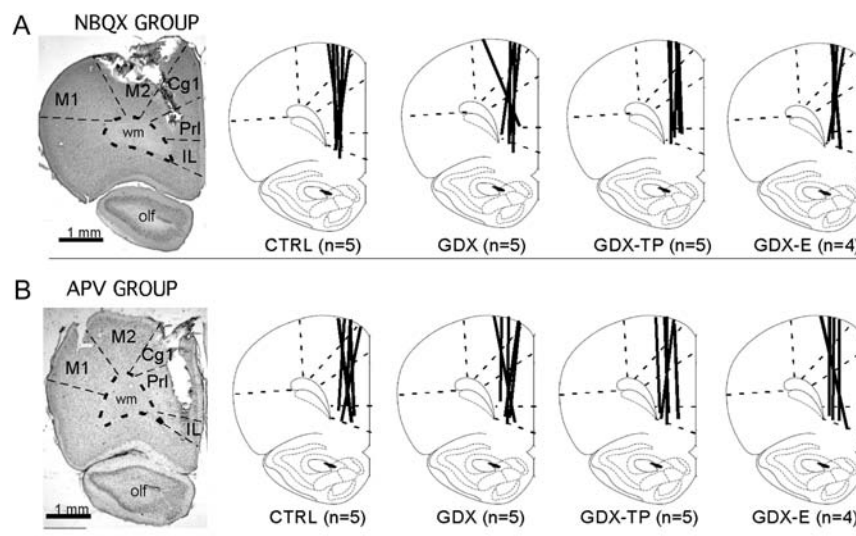 A
NBQX GROUP
M1
M2
Cg1
Prl
wm
IL
olf
1 mm
CTRL (n=5)
GDX (n=5)
GDX-TP (n=5)
GDX-E (n=4)
B
APV GROUP
M2
Cg1
M1
Prl
wm
IL
olf
1 mm
CTRL (n=5)
GDX (n=5)
GDX-TP (n=5)
GDX-E (n=4)